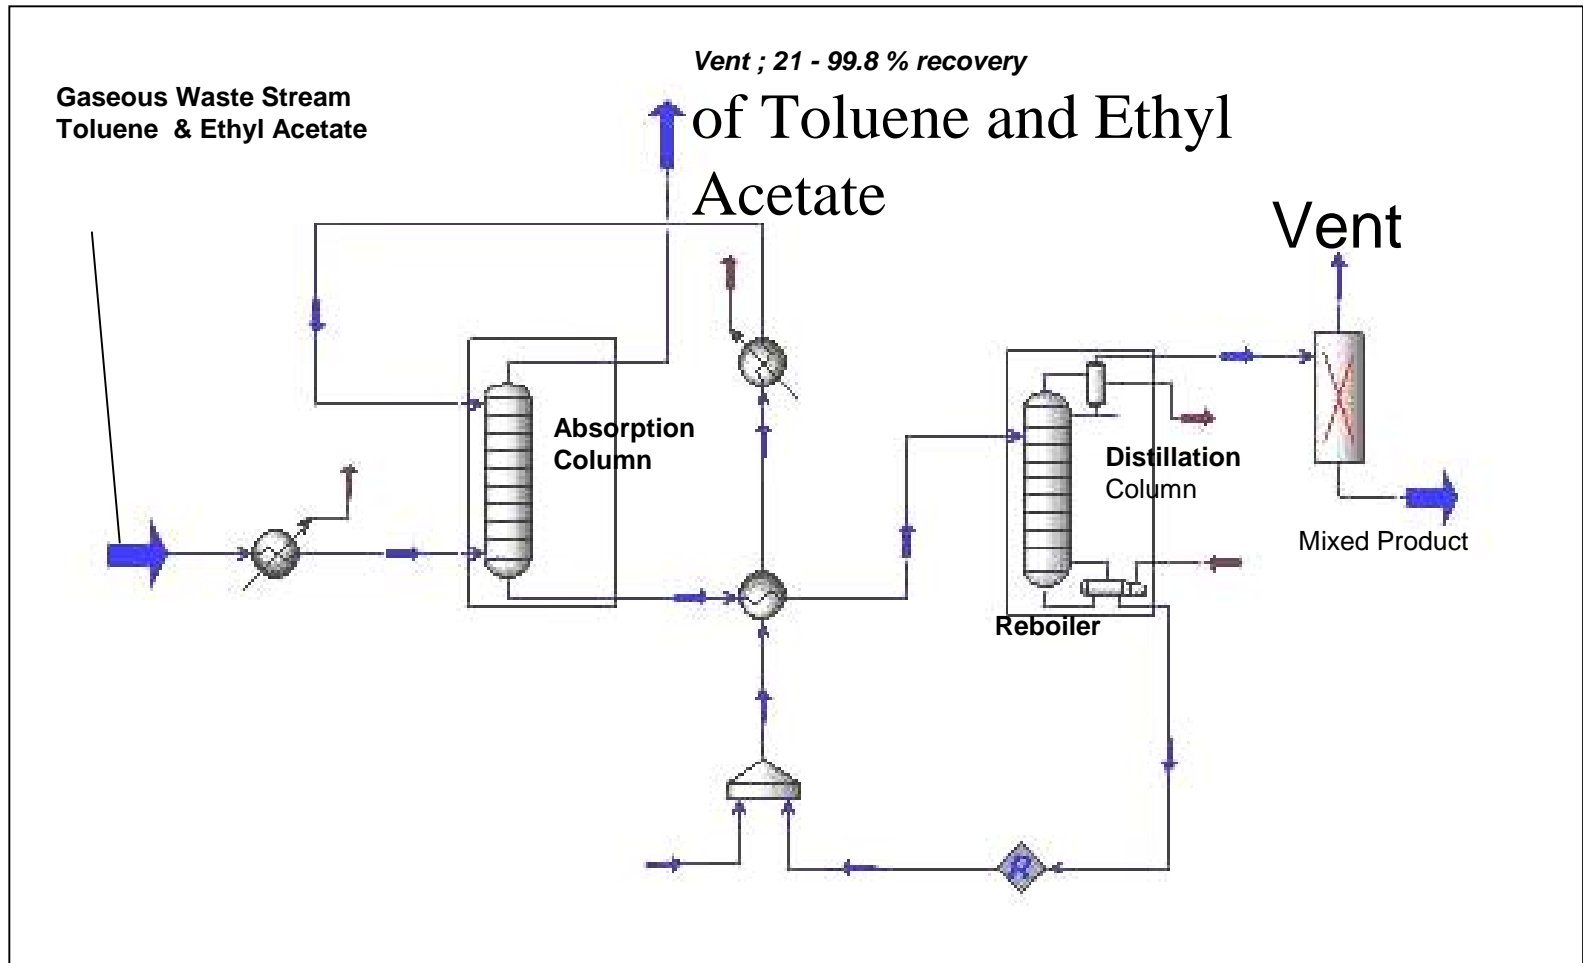 Vent ; 21 - 99.8 % recovery
of Toluene and Ethyl
Acetate
Gaseous Waste Stream
Toluene  & Ethyl Acetate
Vent
Absorption
Column
Distillation
Column
Mixed Product
Reboiler
R